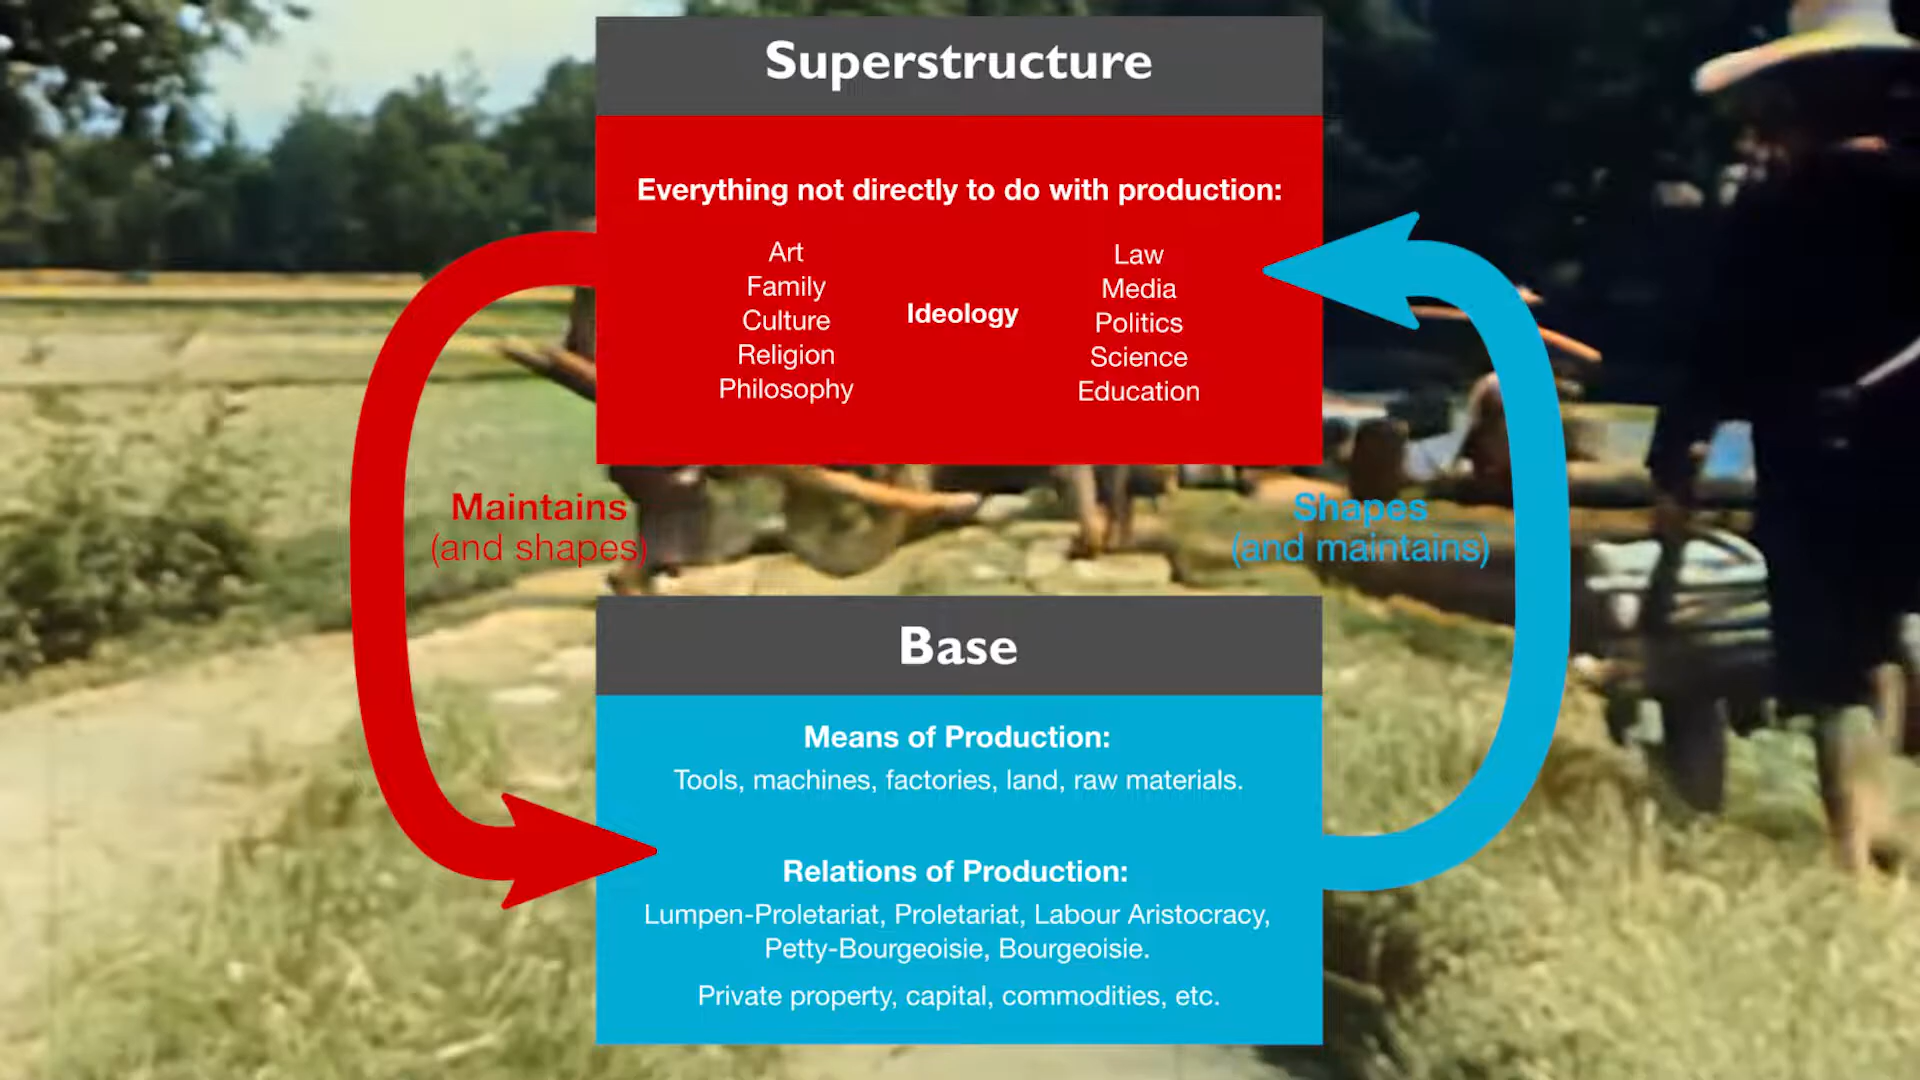 Superstructure
Everything not directly to do with production:
Art
Family
Culture
Religion
Philosophy
Ideology
Law
Media
Politics
Science
Education
Maintains
(and shapes)
Shapes
(and maintains)
Base
Means of Production:
Tools, machines, factories, land, raw materials.
Relations of Production:
Lumpen-Proletariat, Proletariat, Labour Aristocracy,
Petty-Bourgeoisie, Bourgeoisie.
Private property, capital, commodities, etc.